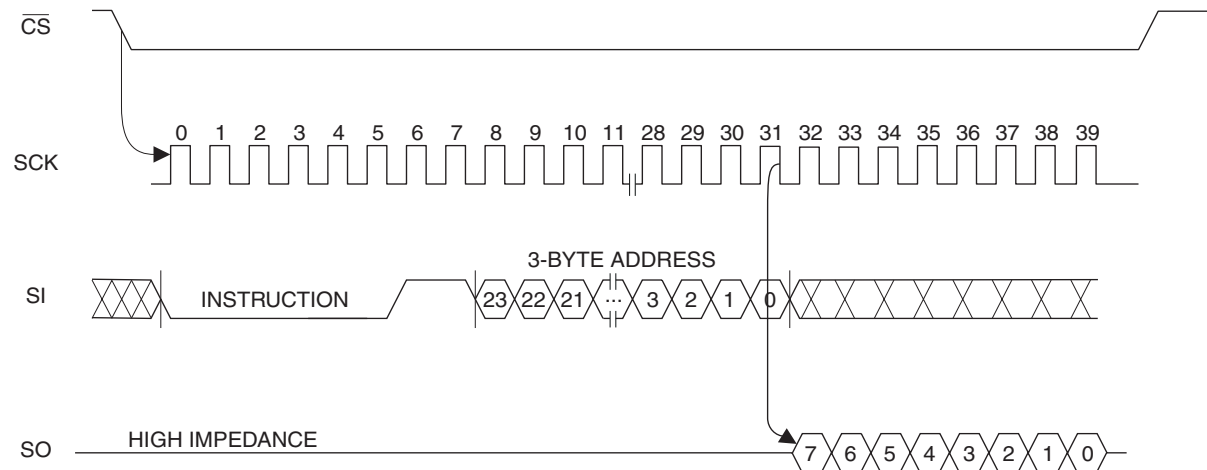 CS
0 1 2 3 4 5 6 7 8 9 10 11 28 29 30 31 32 33 34 35 36 37 38 39
SCK
3-BYTE ADDRESS
SI INSTRUCTION 23 22 21 ... 3 2 1 0
HIGH IMPEDANCE
SO 7 6 5 4 3 2 1 0